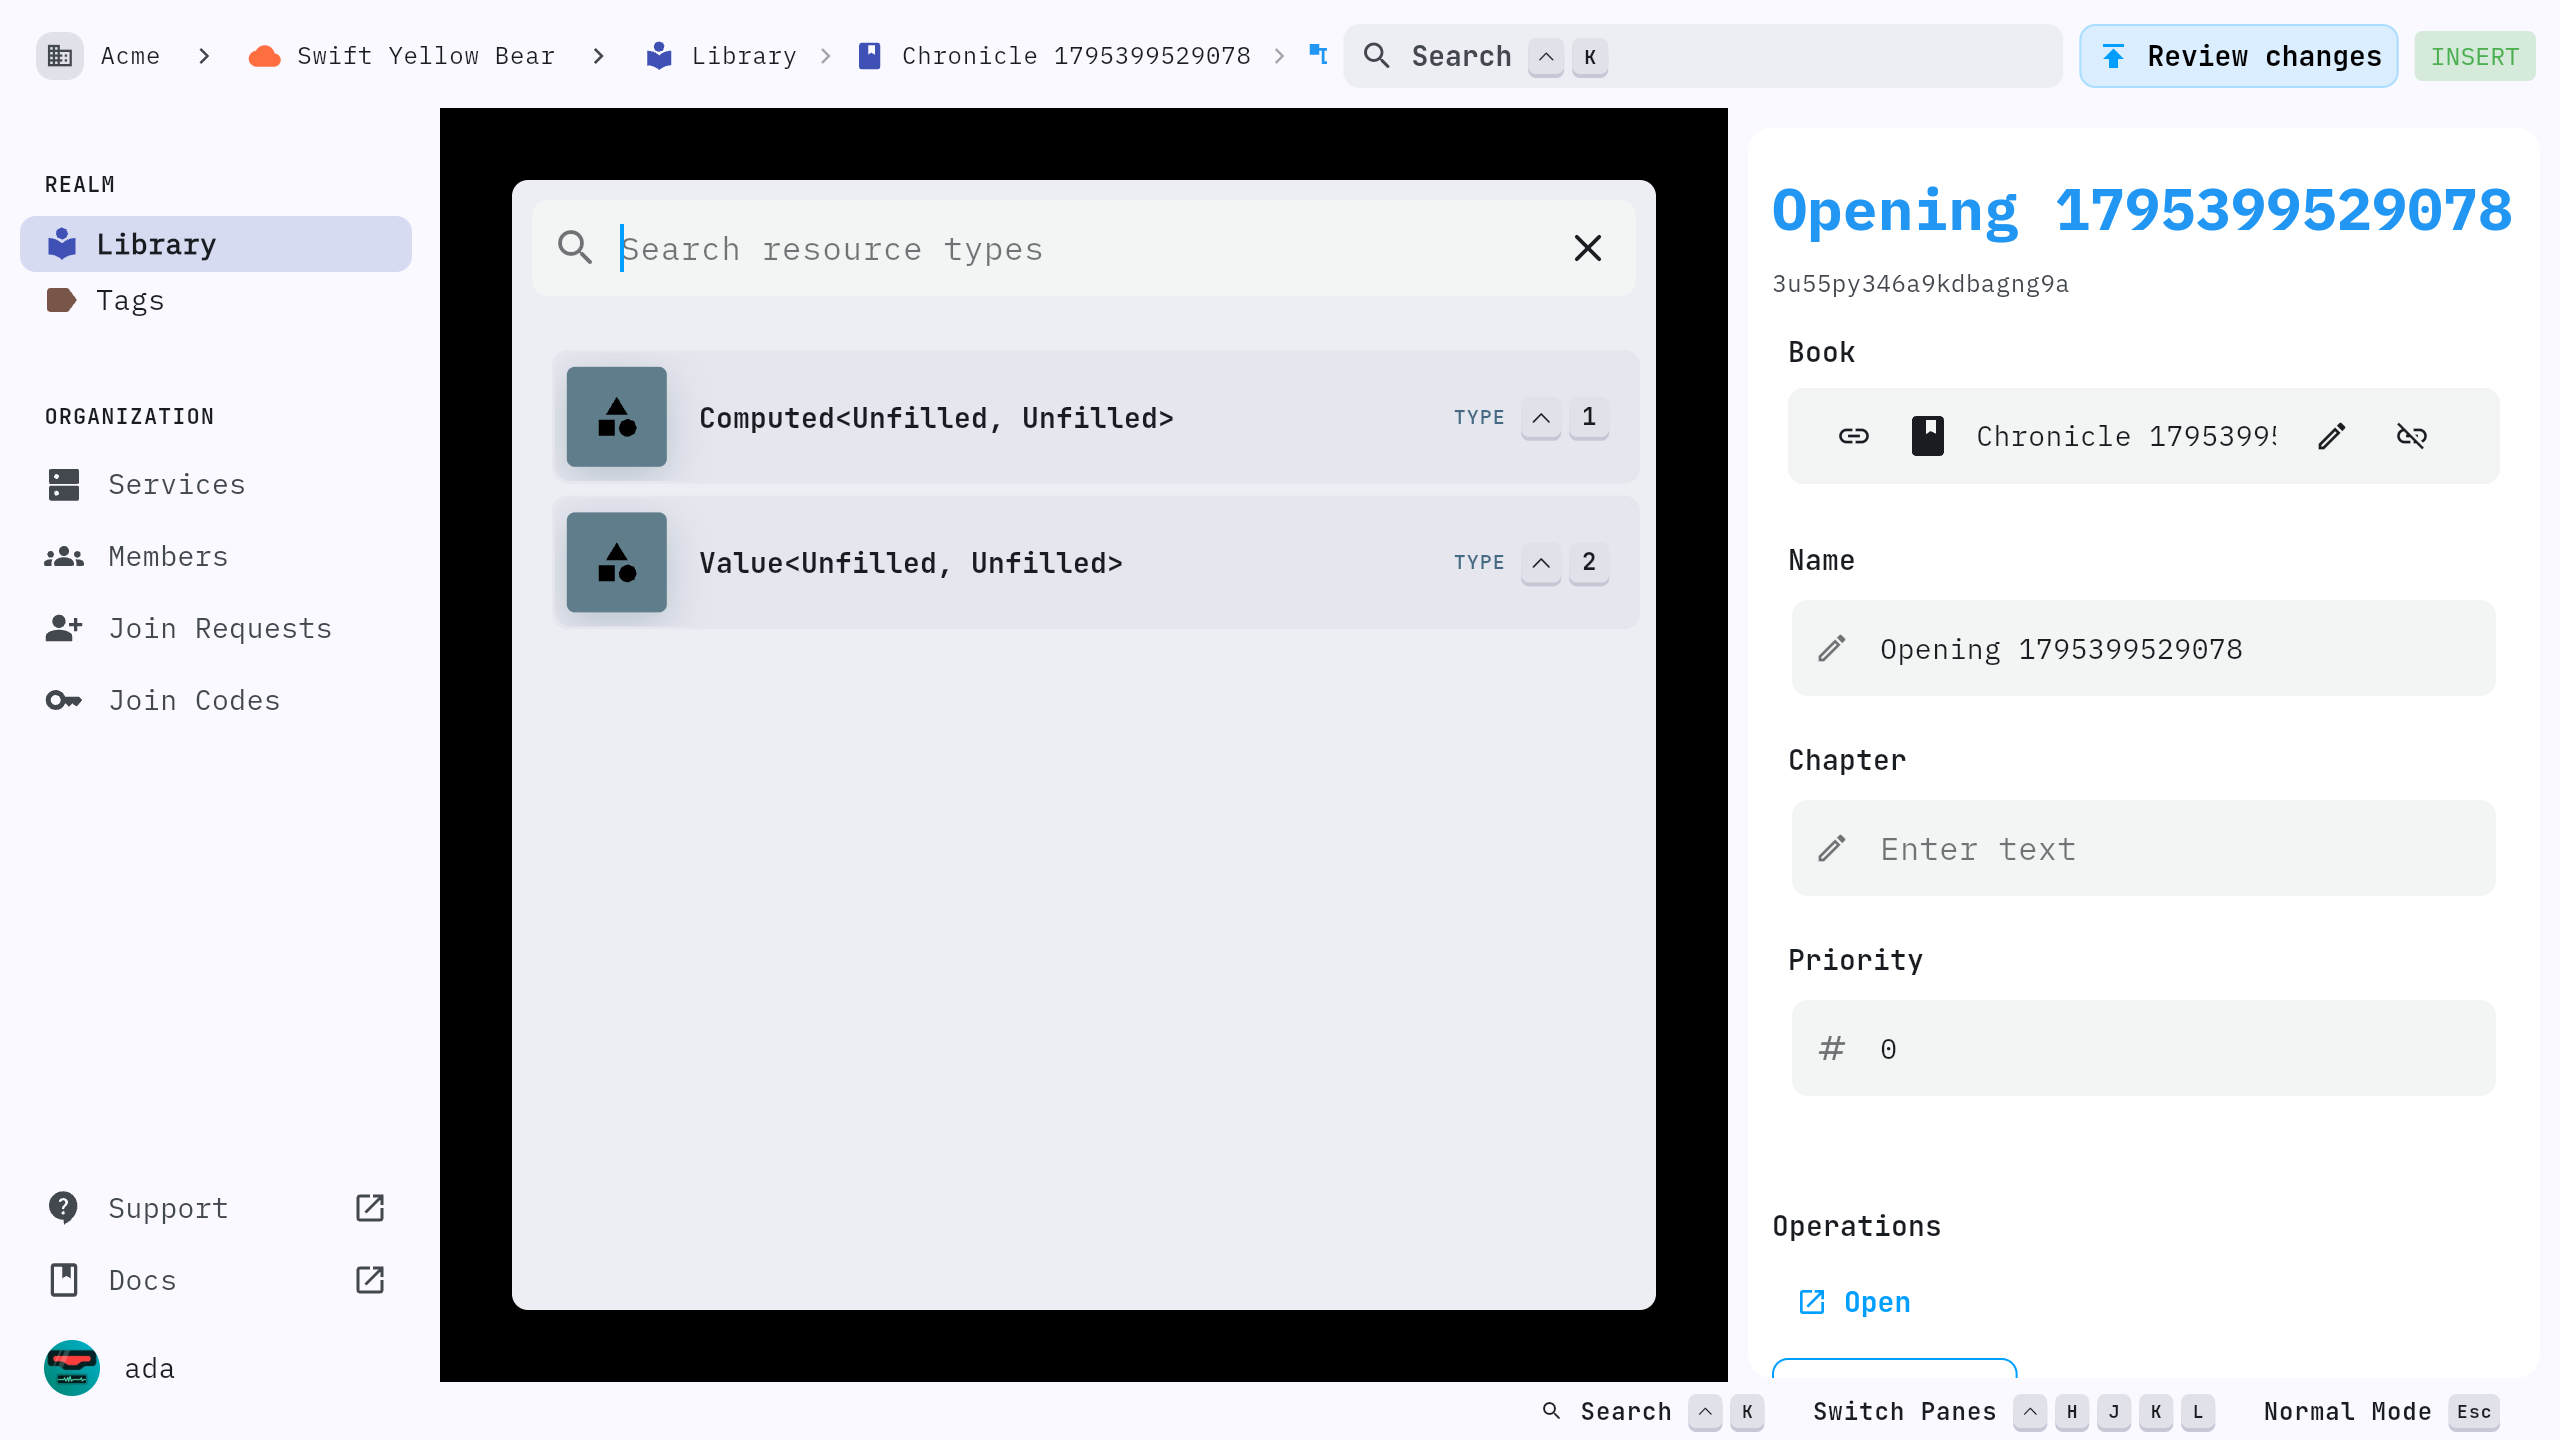 Acme
Swift Yellow Bear
Library
Chronicle 1795399529078
Search
K
Review changes
INSERT
REALM
Library
Tags
ORGANIZATION
Services
Members
Join Requests
Join Codes
Support
Docs
ada
Search resource types
Computed<Unfilled, Unfilled>
TYPE
1
Value<Unfilled, Unfilled>
TYPE
2
Opening 1795399529078
3u55py346a9kdbagng9a
Book
Chronicle 1795399
Name
Opening 1795399529078
Chapter
Enter text
Priority
0
Operations
Open
Search
K
Switch Panes
H
J
K
L
Normal Mode
Esc